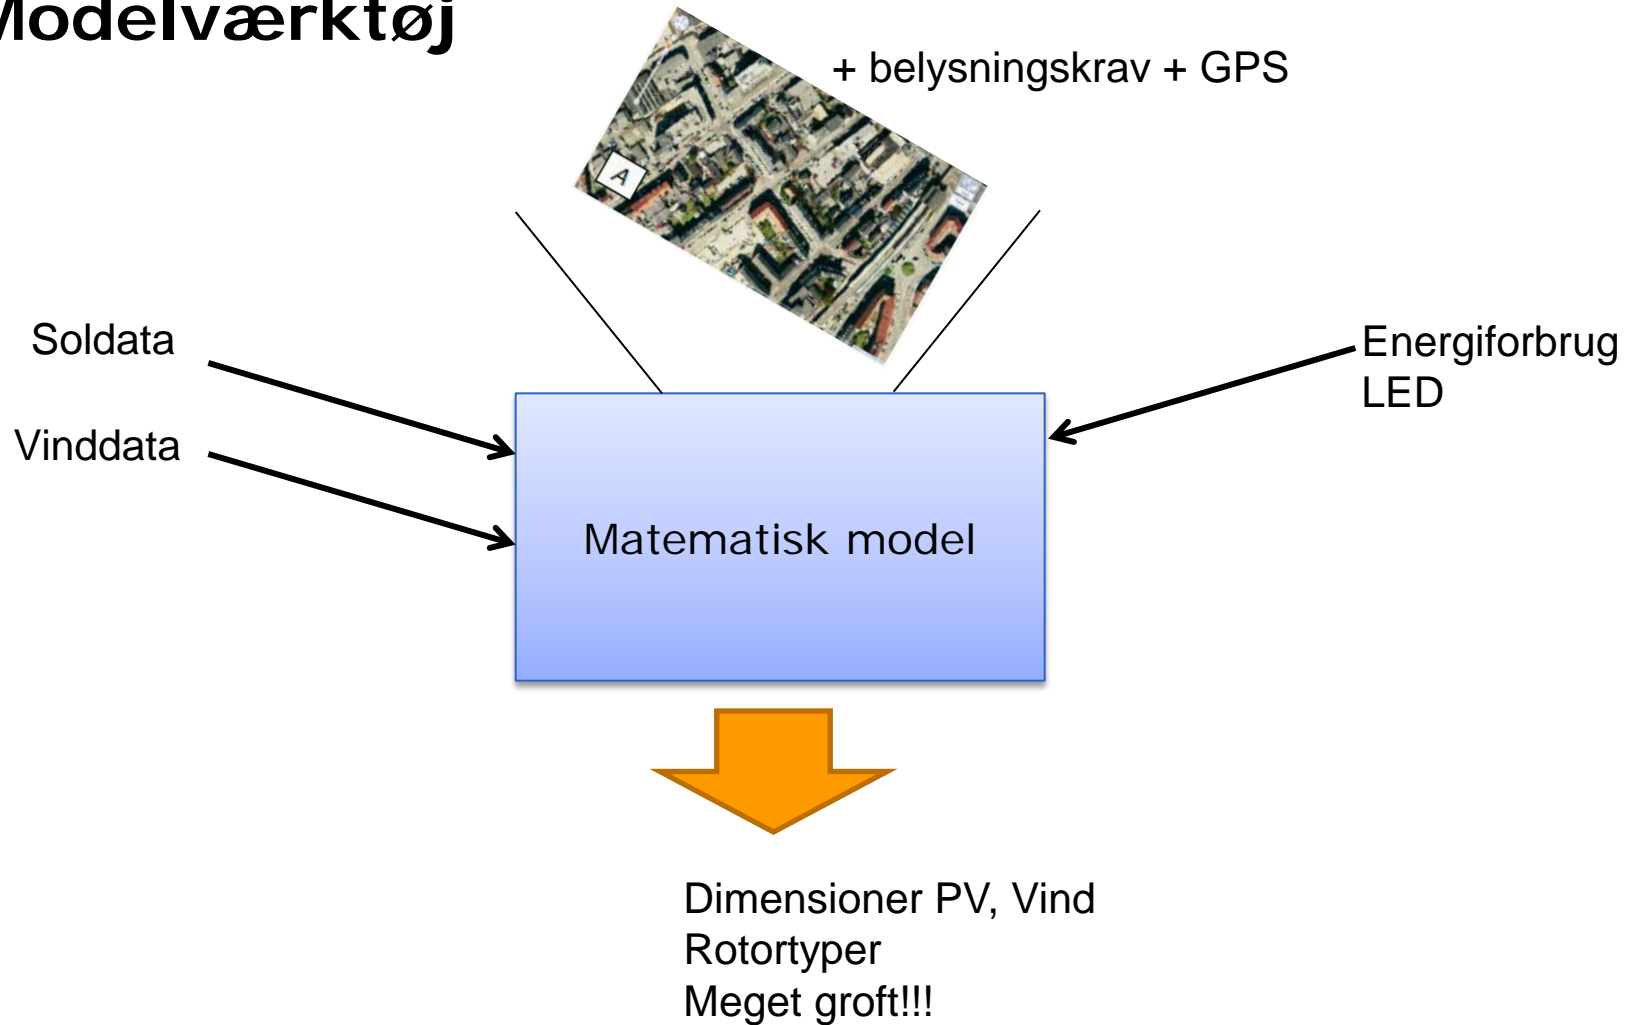 Modelværktøj
+ belysningskrav + GPS
A
Soldata
Vinddata
Energiforbrug
LED
Matematisk model
Dimensioner PV, Vind
Rotortyper
Meget groft!!!